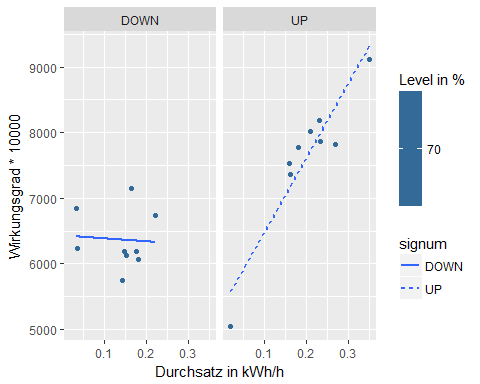 DOWN
UP
9000
8000
7000
6000
5000
Wirkungsgrad * 10000
0.1
0.2
0.3
0.1
0.2
0.3
Durchsatz in kWh/h
Level in %
70
signum
DOWN
UP